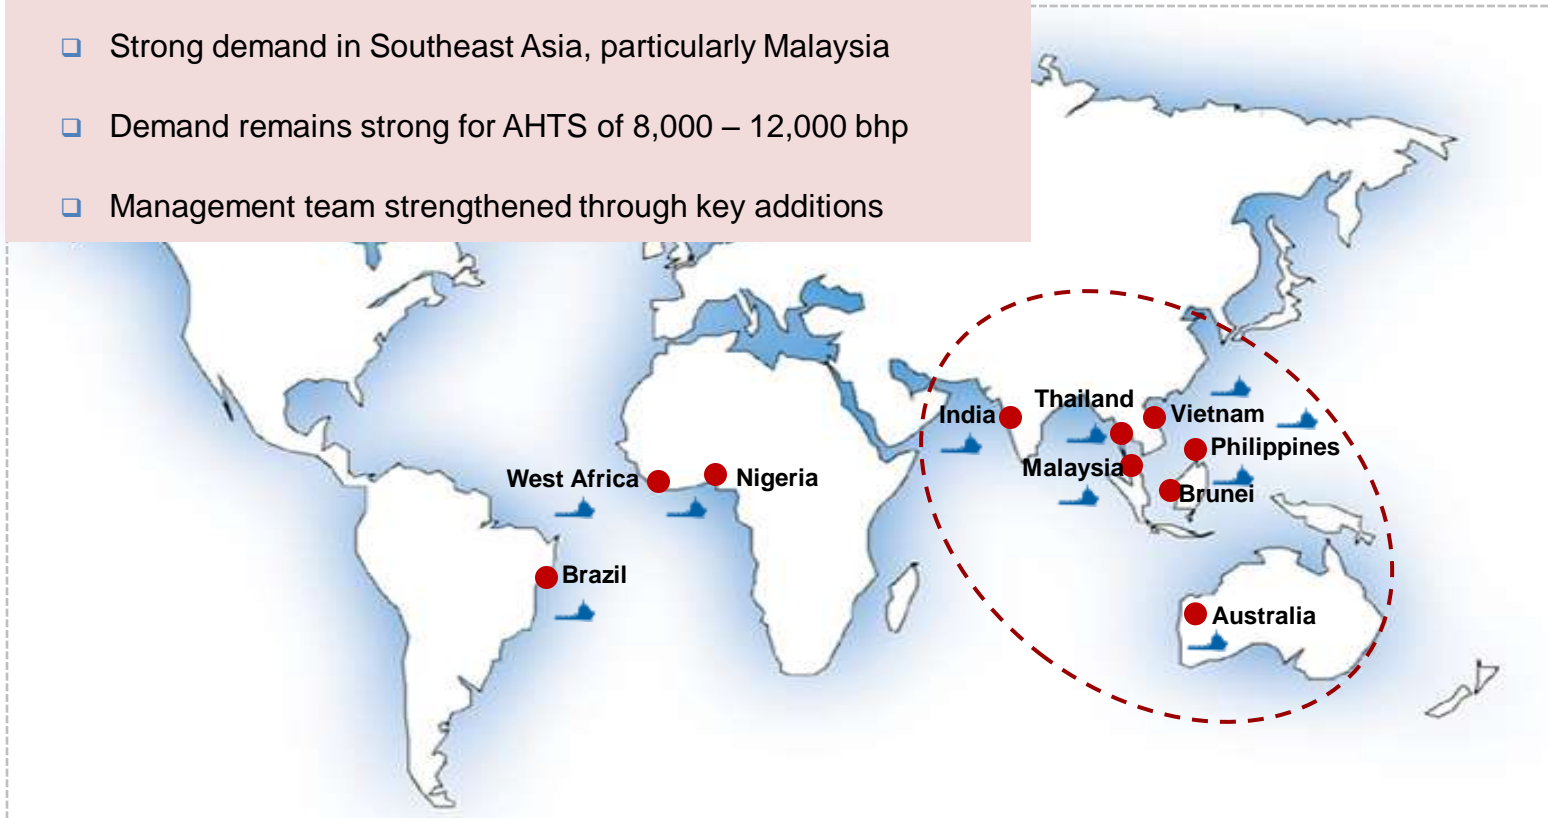 Strong demand in Southeast Asia, particularly Malaysia
Demand remains strong for AHTS of 8,000 – 12,000 bhp
Management team strengthened through key additions
Thailand
India
Vietnam
Philippines
Malaysia
West Africa
Nigeria
Brunei
Brazil
Australia